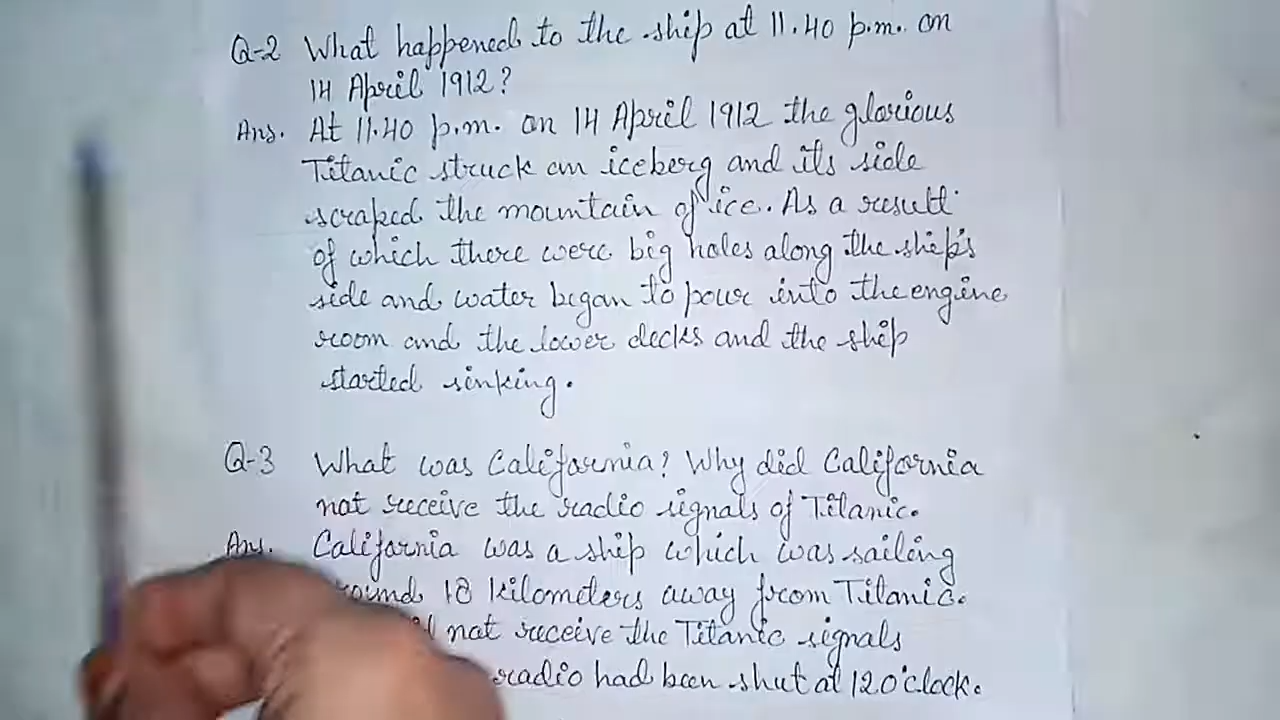 Q-2 What happened to the ship at 11.40 p.m. on
14 April 1912?
Ans. At 11.40 p.m. on 14 April 1912 the glorious
Titanic struck an iceberg and its side
scraped the mountain of ice. As a result
of which there were big holes along the ship's
side and water began to pour into the engine
room and the lower decks and the ship
started sinking.
Q-3 What was California? Why did California
not receive the radio signals of Titanic.
Ans. California was a ship which was sailing
18 kilometers away from Titanic.
not receive the Titanic signals
radio had been shut at 12 O'clock.